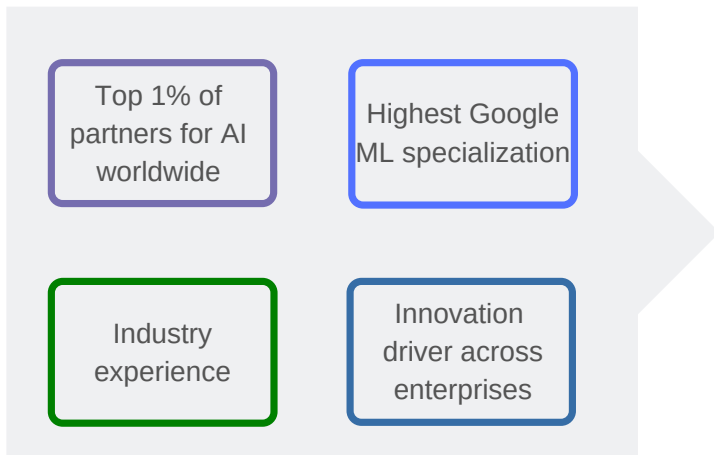 Top 1% of
partners for AI
worldwide
Highest Google
ML specialization
Industry
experience
Innovation
driver across
enterprises